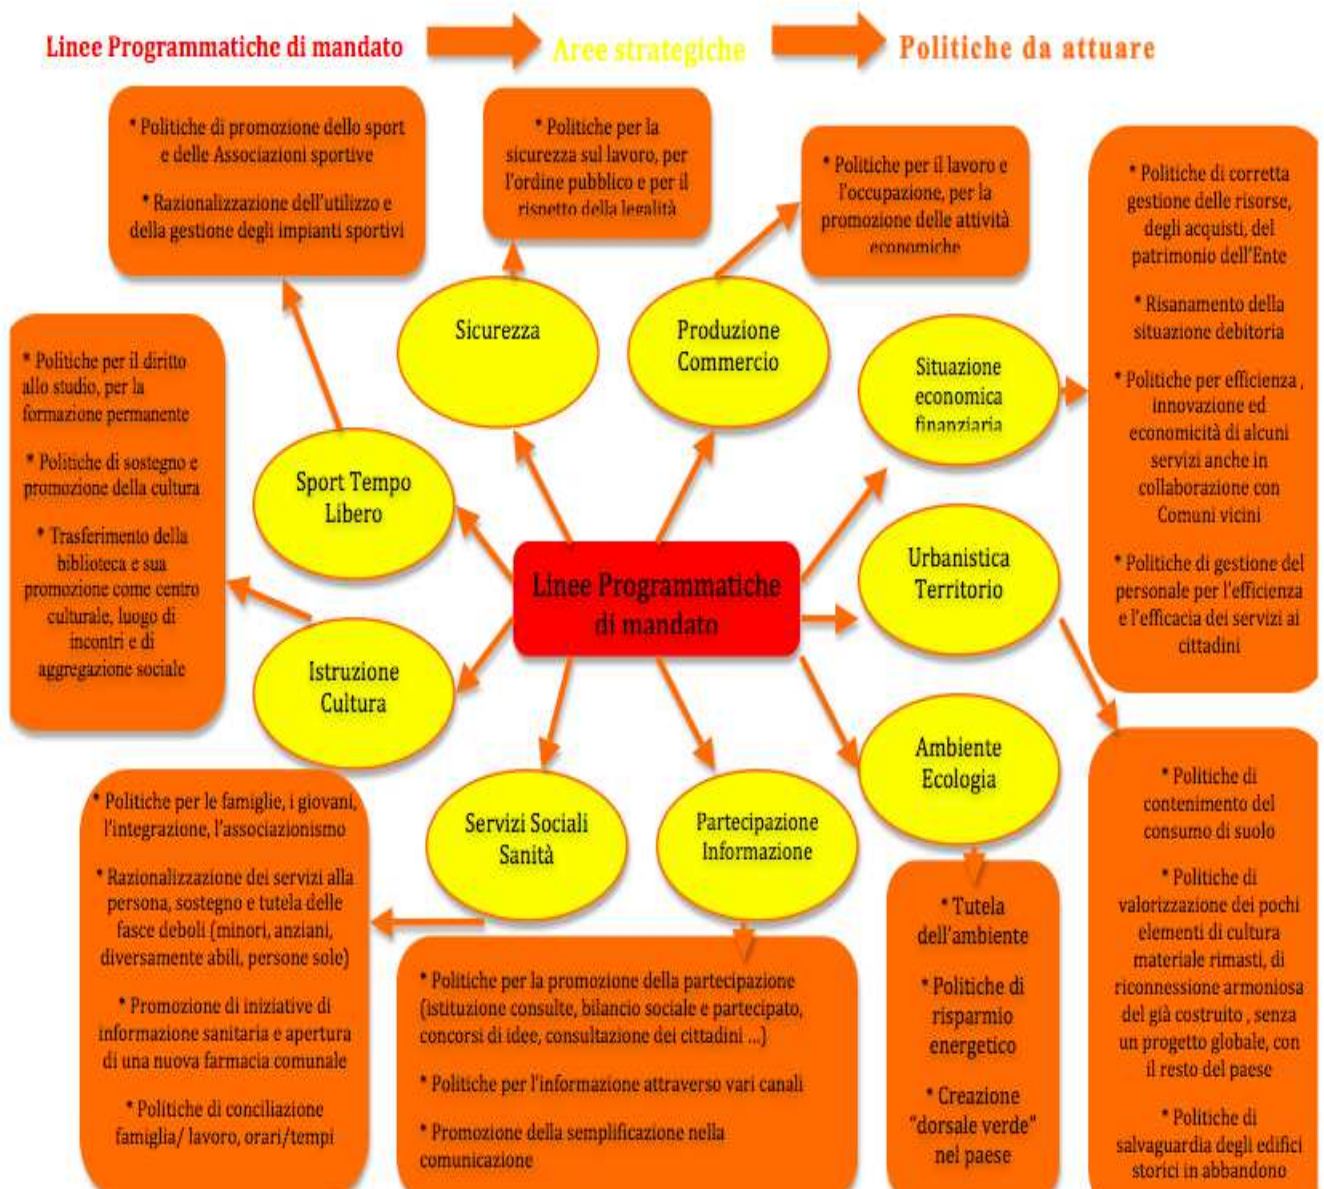 Linee Programmatiche di mandato
Aree strategiche
Politiche da attuare
* Politiche di promozione dello sport
e delle Associazioni sportive
* Razionalizzazione dell'utilizzo e
della gestione degli impianti sportivi
* Politiche per la
sicurezza sul lavoro, per
l'ordine pubblico e per il
rispetto della legalità
* Politiche per il lavoro e
l'occupazione, per la
promozione delle attività
economiche
* Politiche di corretta
gestione delle risorse,
degli acquisti, del
patrimonio dell'Ente
* Risanamento della
situazione debitoria
* Politiche per efficienza ,
innovazione ed
economicità di alcuni
servizi anche in
collaborazione con
Comuni vicini
* Politiche di gestione del
personale per l'efficienza
e l'efficacia dei servizi ai
cittadini
Sicurezza
Produzione
Commercio
Situazione
economica
finanziaria
* Politiche per il diritto
allo studio, per la
formazione permanente
* Politiche di sostegno e
promozione della cultura
* Trasferimento della
biblioteca e sua
promozione come centro
culturale, luogo di
incontri e di
aggregazione sociale
Sport Tempo
Libero
Urbanistica
Territorio
Linee Programmatiche
di mandato
Istruzione
Cultura
Ambiente
Ecologia
Servizi Sociali
Sanità
Partecipazione
Informazione
* Politiche per le famiglie, i giovani,
l'integrazione, l'associazionismo
* Razionalizzazione dei servizi alla
persona, sostegno e tutela delle
fasce deboli (minori, anziani,
diversamente abili, persone sole)
* Promozione di iniziative di
informazione sanitaria e apertura
di una nuova farmacia comunale
* Politiche di conciliazione
famiglia/ lavoro, orari/tempi
* Politiche per la promozione della partecipazione
(istituzione consulte, bilancio sociale e partecipato,
concorsi di idee, consultazione dei cittadini ...)
* Politiche per l'informazione attraverso vari canali
* Promozione della semplificazione nella
comunicazione
* Tutela
dell'ambiente
* Politiche di
risparmio
energetico
* Creazione
"dorsale verde"
nel paese
* Politiche di
contenimento del
consumo di suolo
* Politiche di
valorizzazione dei pochi
elementi di cultura
materiale rimasti, di
riconnessione armoniosa
del già costruito , senza
un progetto globale, con
il resto del paese
* Politiche di
salvaguardia degli edifici
storici in abbandono